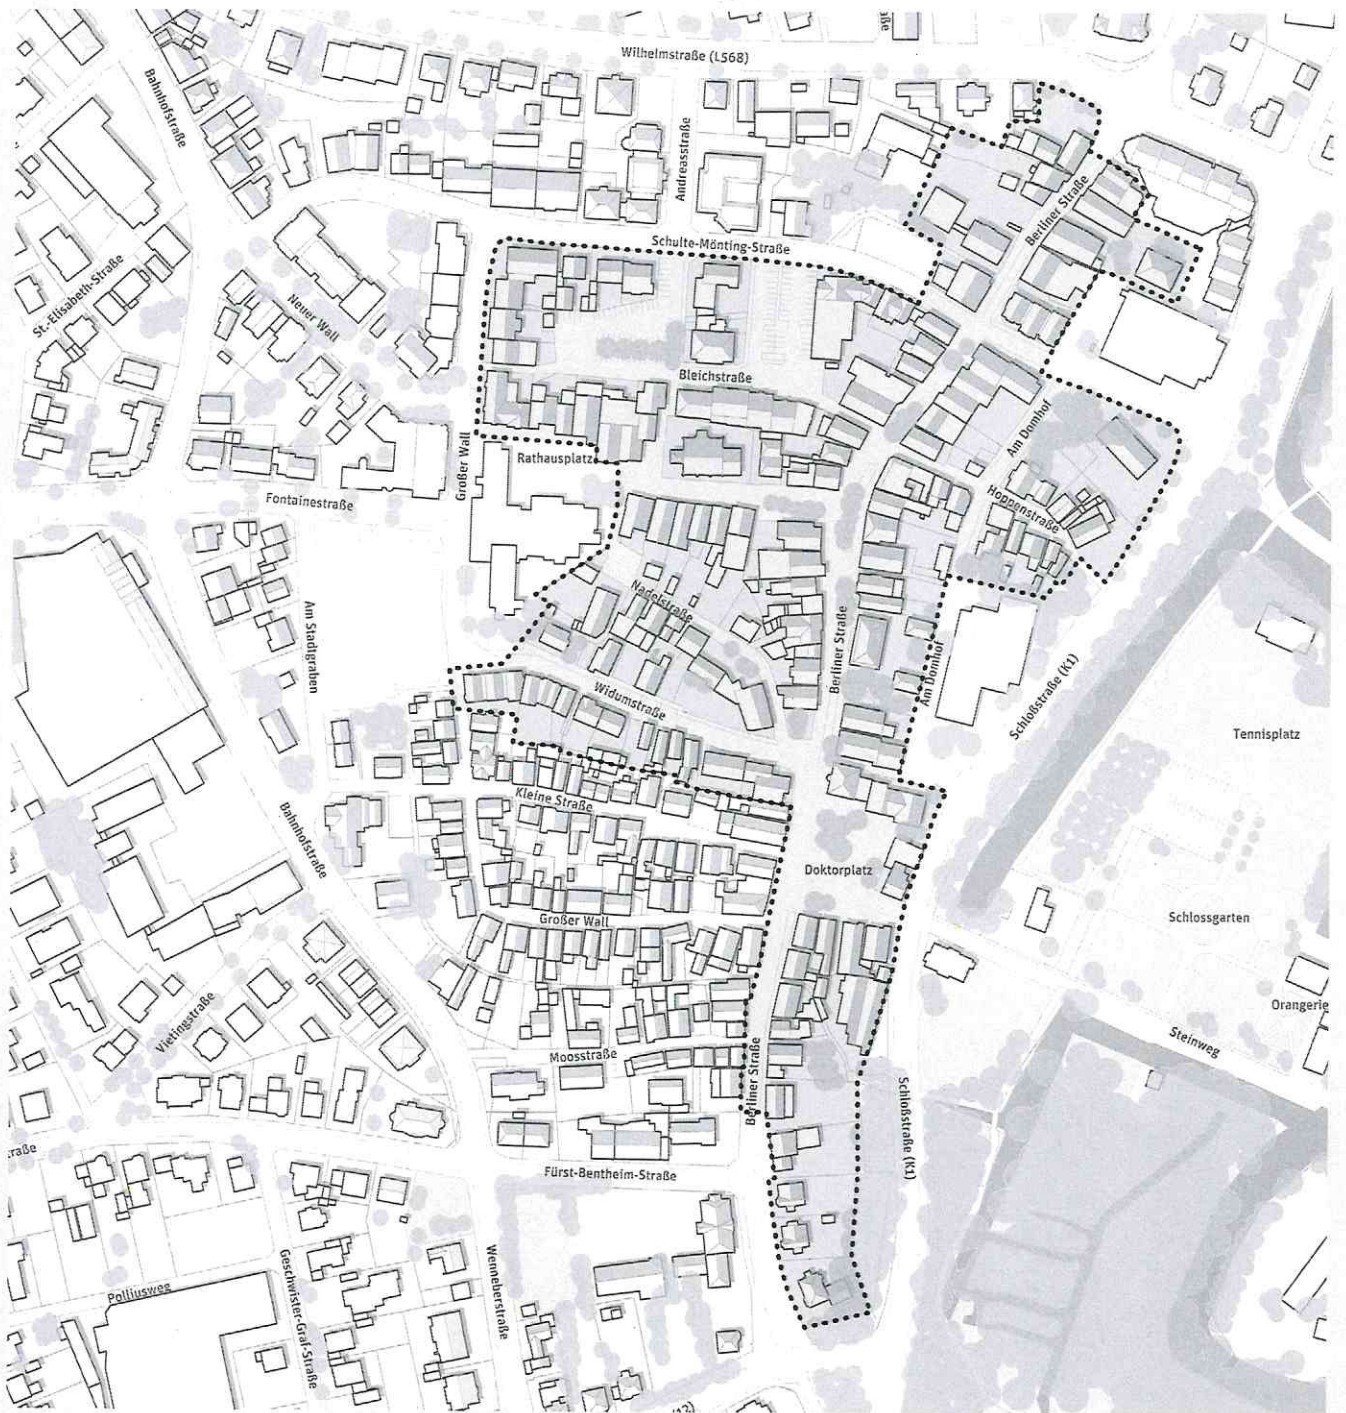 Wilhelmstraße (L568)
Bahnhofstraße
Andreasstraße
Berliner Straße
Schulte-Mönting-Straße
St.-Elisabeth-Straße
Neuer Wall
Bleichstraße
Am Domhof
Großer Wall
Rathausplatz
Hoppenstraße
Fontainestraße
Nadelstraße
Am Stadtgraben
Berliner Straße
Am Domhof
Schloßstraße (K1)
Widumstraße
Tennisplatz
Kleine Straße
Bahnhofstraße
Doktorplatz
Großer Wall
Schlossgarten
Orangerie
Vietingstraße
Steinweg
Moosstraße
Berliner Straße
Schloßstraße (K1)
Fürst-Bentheim-Straße
Geschwister-Graf-Straße
Wenneberstraße
Polliusweg